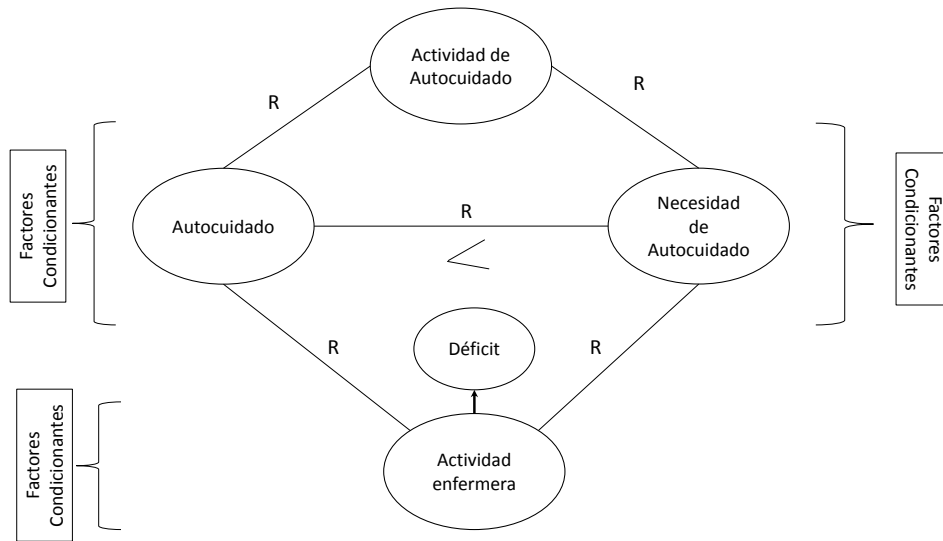 Actividad de
Autocuidado
R
R
Factores
Condicionantes
Autocuidado
R
Necesidad
de
Autocuidado
Factores
Condicionantes
<
R
Déficit
R
Factores
Condicionantes
Actividad
enfermera